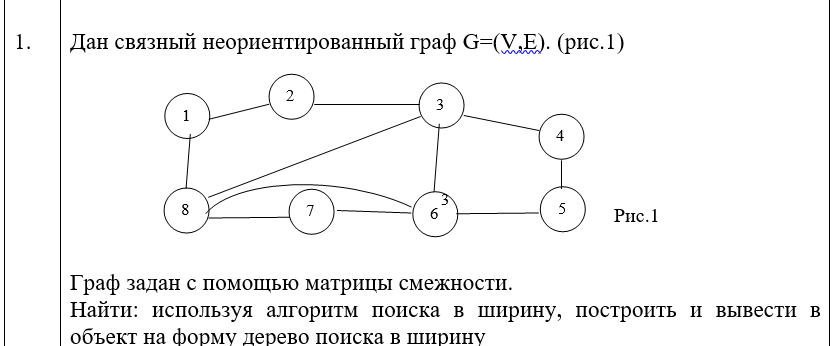 1. Дан связный неориентированный граф G=(V,E). (рис.1)
2
3
1
4
3
8
7
6
5
Рис.1
Граф задан с помощью матрицы смежности.
Найти: используя алгоритм поиска в ширину, построить и вывести в
объект на форму дерево поиска в ширину